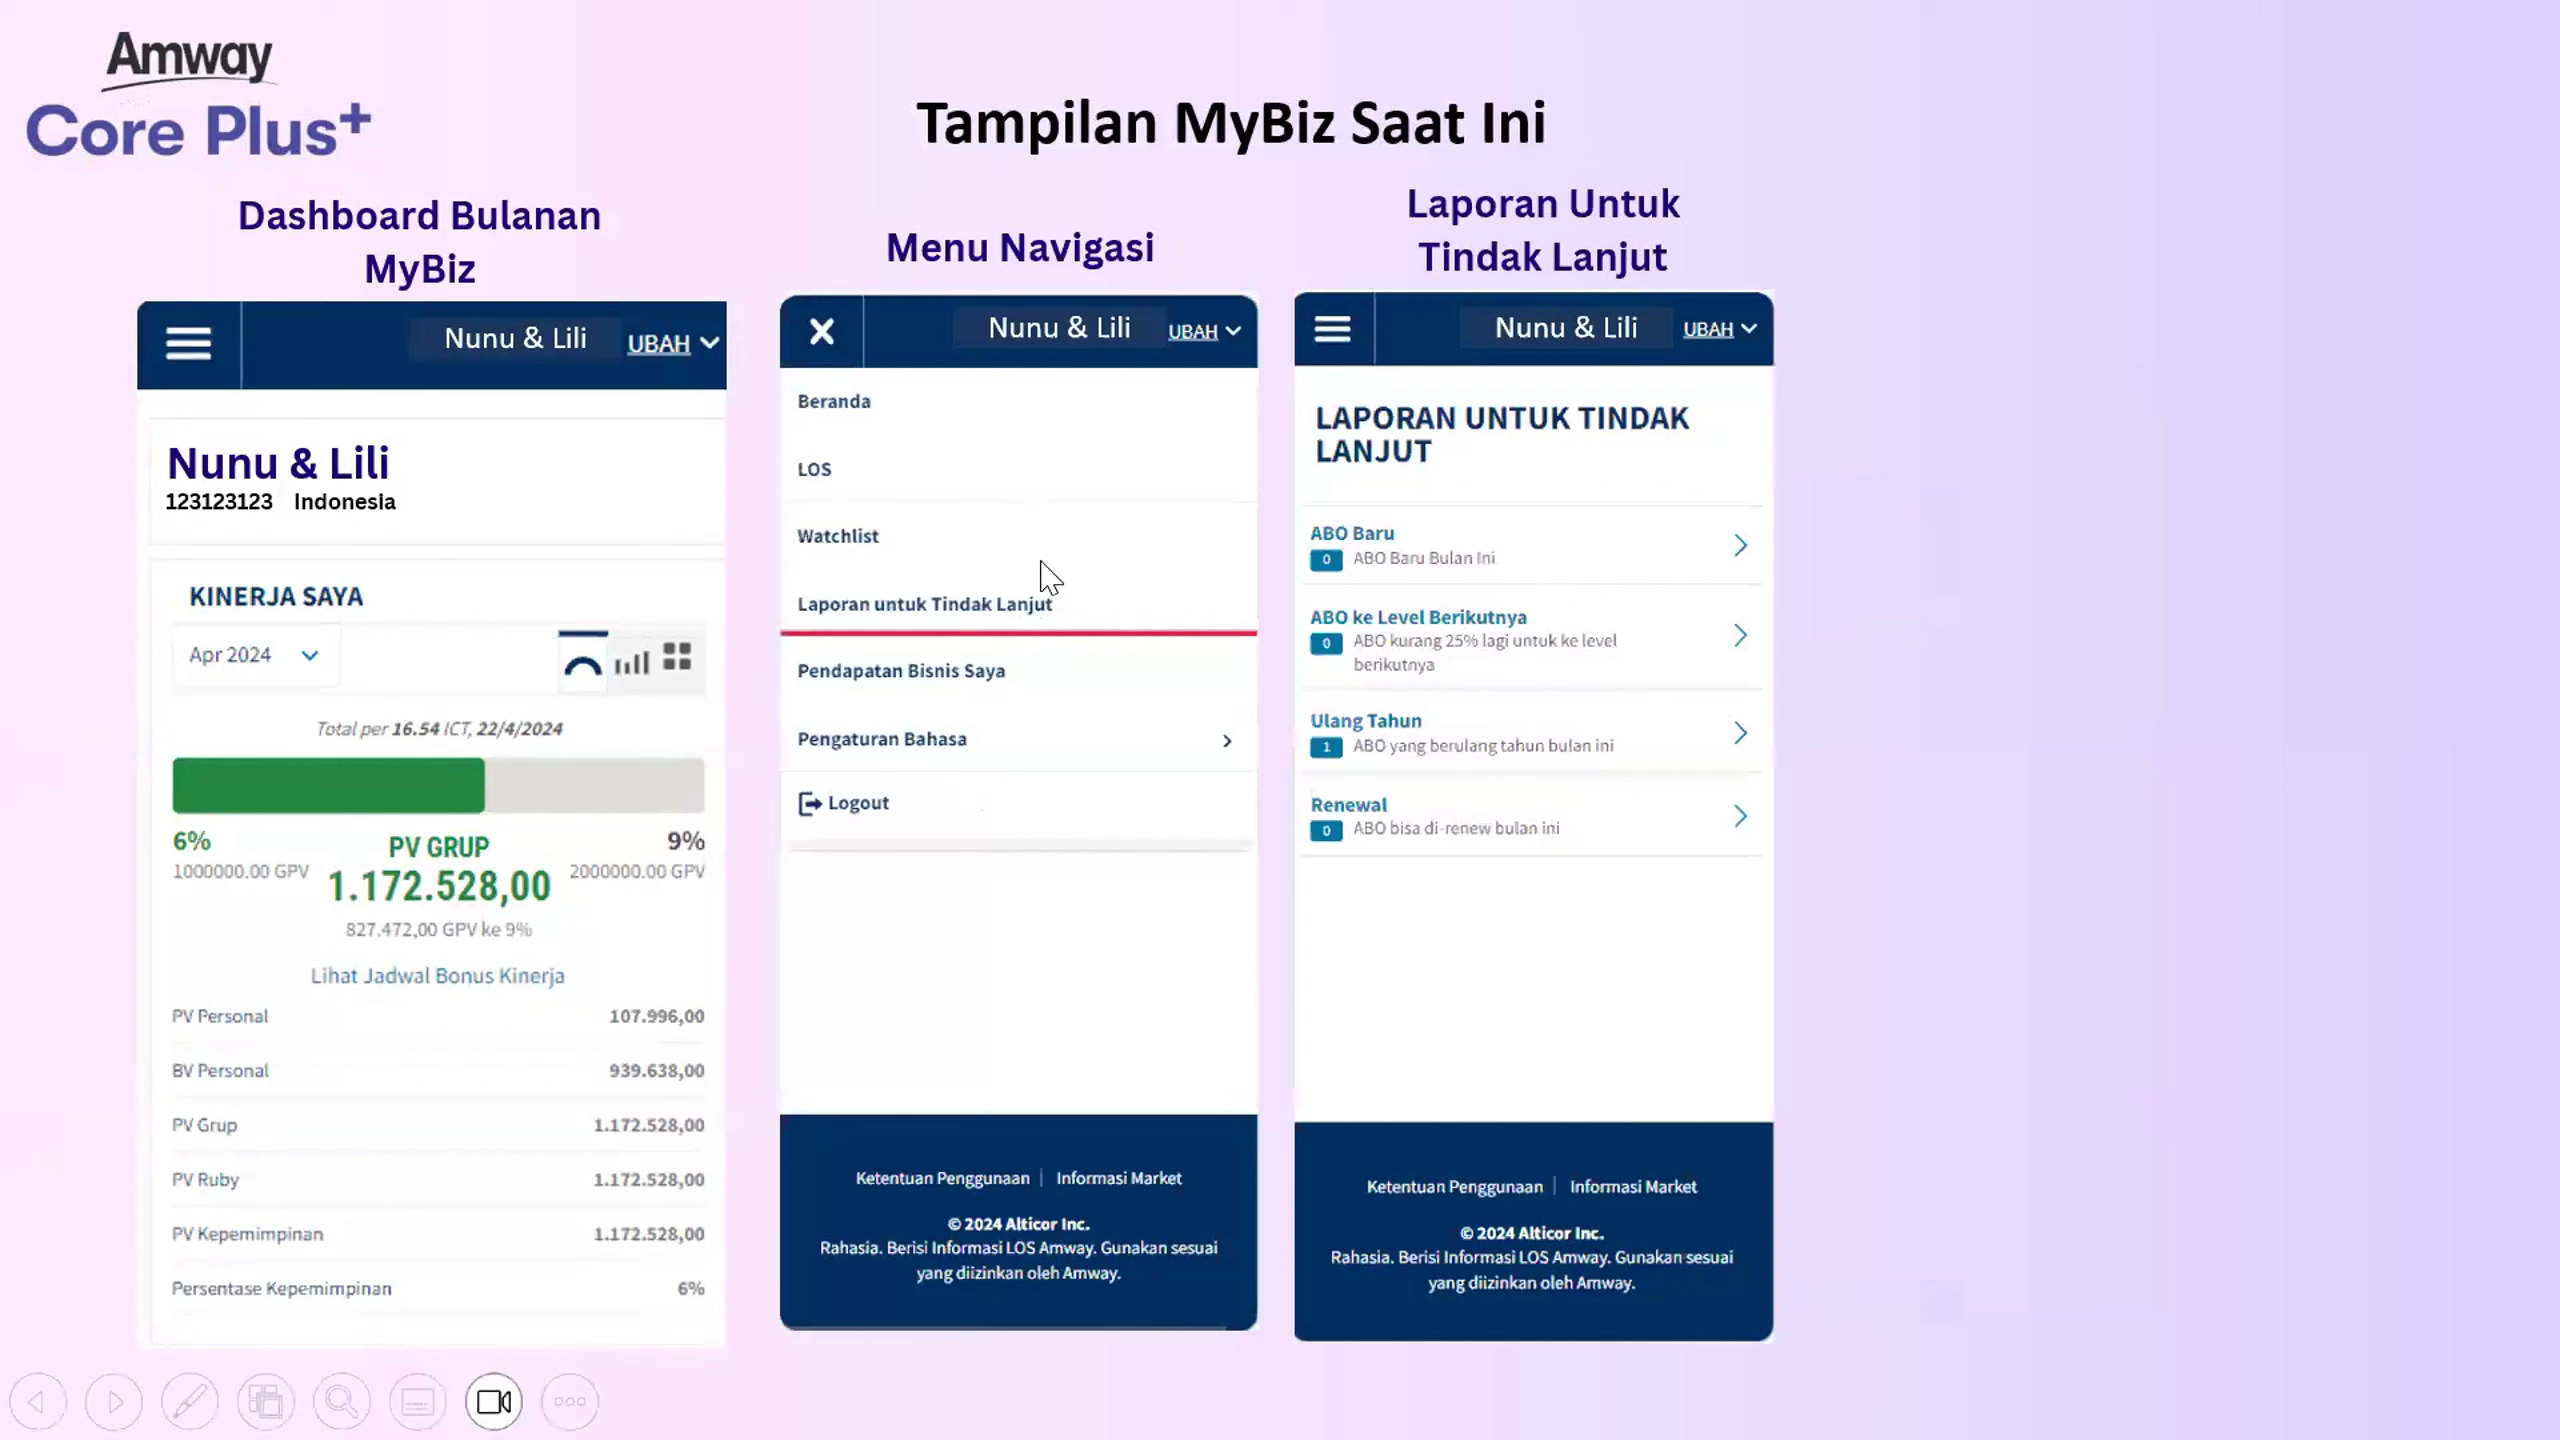 Amway
Core Plus+
Tampilan MyBiz Saat Ini
Dashboard Bulanan
MyBiz
Nunu & Lili UBAH
Nunu & Lili
123123123 Indonesia
KINERJA SAYA
Apr 2024
Total per 16.54 ICT, 22/4/2024
6% PV GRUP 9%
1000000.00 GPV 1.172.528,00 2000000.00 GPV
827.472,00 GPV ke 9%
Lihat Jadwal Bonus Kinerja
PV Personal 107.996,00
BV Personal 939.638,00
PV Grup 1.172.528,00
PV Ruby 1.172.528,00
PV Kepemimpinan 1.172.528,00
Persentase Kepemimpinan 6%
Menu Navigasi
Nunu & Lili UBAH
Beranda
LOS
Watchlist
Laporan untuk Tindak Lanjut
Pendapatan Bisnis Saya
Pengaturan Bahasa
Logout
Ketentuan Penggunaan | Informasi Market
© 2024 Alticor Inc.
Rahasia. Berisi Informasi LOS Amway. Gunakan sesuai
yang diizinkan oleh Amway.
Laporan Untuk
Tindak Lanjut
Nunu & Lili UBAH
LAPORAN UNTUK TINDAK
LANJUT
ABO Baru
0 ABO Baru Bulan Ini
ABO ke Level Berikutnya
0 ABO kurang 25% lagi untuk ke level
berikutnya
Ulang Tahun
1 ABO yang berulang tahun bulan ini
Renewal
0 ABO bisa di-renew bulan ini
Ketentuan Penggunaan | Informasi Market
© 2024 Alticor Inc.
Rahasia. Berisi Informasi LOS Amway. Gunakan sesuai
yang diizinkan oleh Amway.